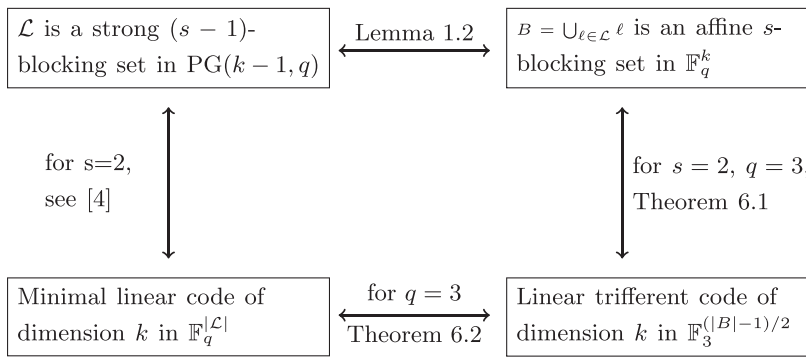 𝓛 is a strong (s − 1)-
blocking set in PG(k − 1, q)
Lemma 1.2
B = ⋃_{ℓ∈𝓛} ℓ is an affine s-
blocking set in 𝔽_q^k
for s=2,
see [4]
for s = 2, q = 3.
Theorem 6.1
Minimal linear code of
dimension k in 𝔽_q^{|𝓛|}
for q = 3
Theorem 6.2
Linear trifferent code of
dimension k in 𝔽_3^{(|B|−1)/2}